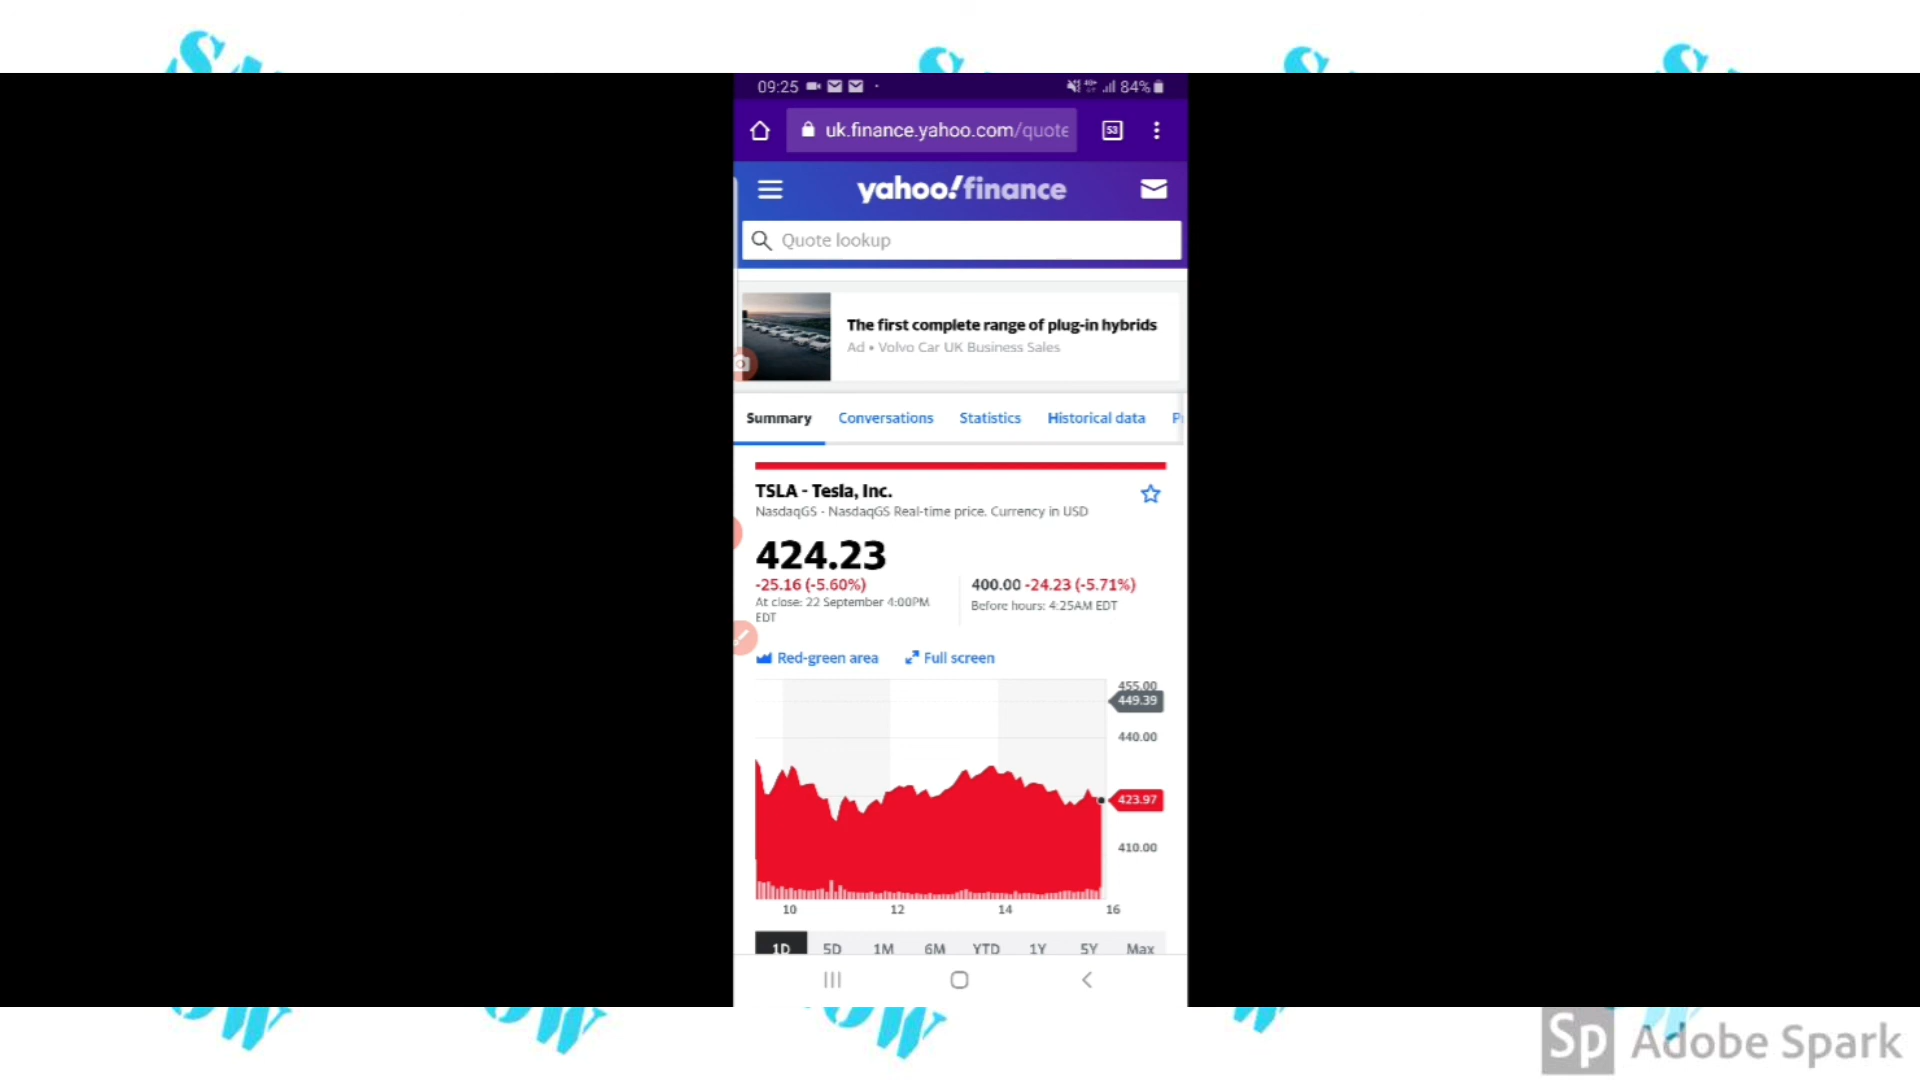 09:25
84%
uk.finance.yahoo.com/quote
53
yahoo!finance
Quote lookup
The first complete range of plug-in hybrids
Ad • Volvo Car UK Business Sales
Summary Conversations Statistics Historical data
TSLA - Tesla, Inc.
NasdaqGS - NasdaqGS Real-time price. Currency in USD
424.23
-25.16 (-5.60%)
At close: 22 September 4:00PM
EDT
400.00 -24.23 (-5.71%)
Before hours: 4:25AM EDT
Red-green area Full screen
455.00
449.39
440.00
423.97
410.00
10 12 14 16
1D 5D 1M 6M YTD 1Y 5Y Max
Sp Adobe Spark